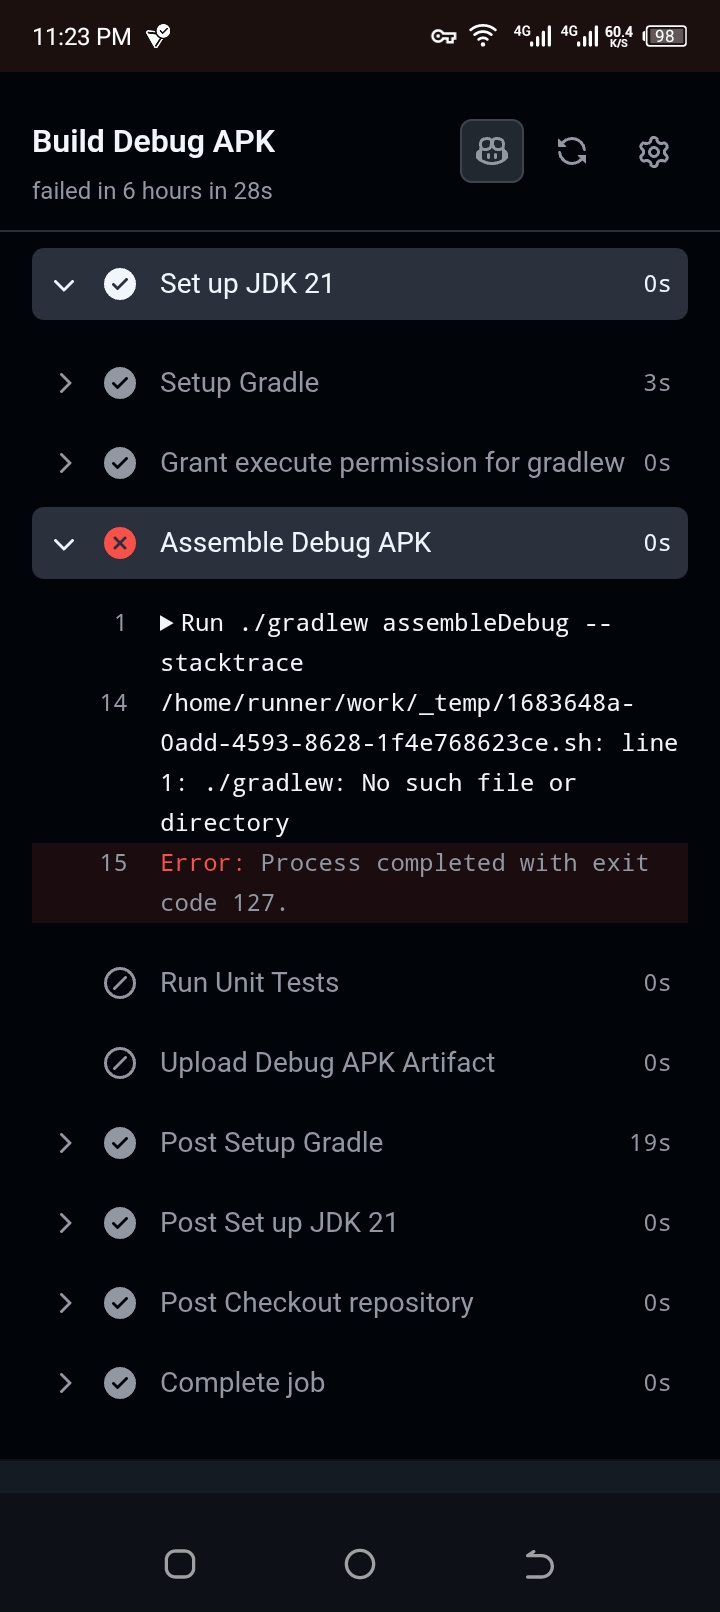 11:23 PM
4G 4G 60.4 K/S 98
Build Debug APK
failed in 6 hours in 28s
Set up JDK 21 0s
Setup Gradle 3s
Grant execute permission for gradlew 0s
Assemble Debug APK 0s
1 Run ./gradlew assembleDebug --
stacktrace
14 /home/runner/work/_temp/1683648a-
0add-4593-8628-1f4e768623ce.sh: line
1: ./gradlew: No such file or
directory
15 Error: Process completed with exit
code 127.
Run Unit Tests 0s
Upload Debug APK Artifact 0s
Post Setup Gradle 19s
Post Set up JDK 21 0s
Post Checkout repository 0s
Complete job 0s